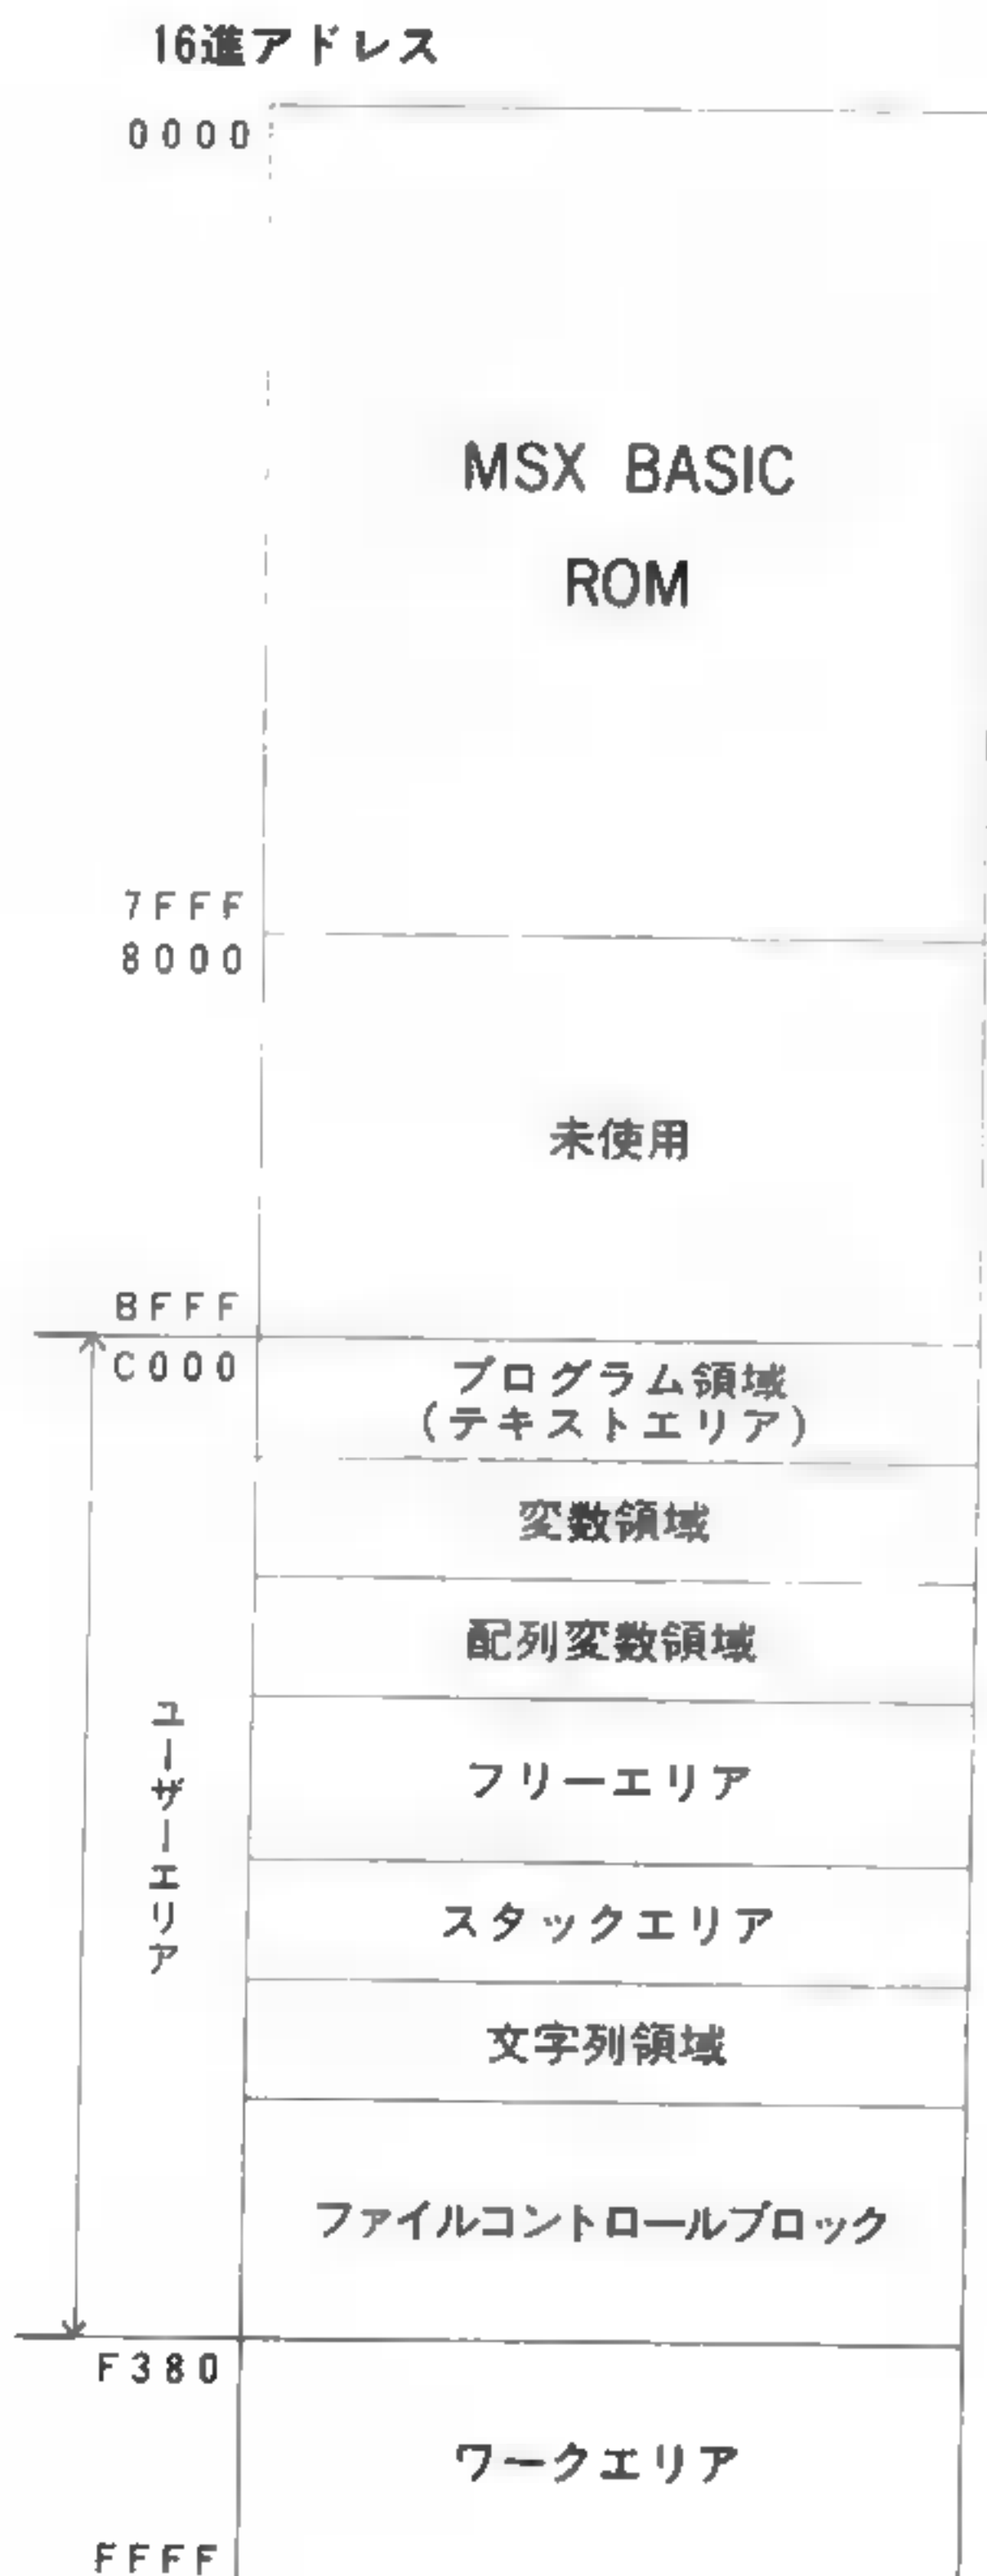 16進アドレス
0000
MSX BASIC
ROM
7FFF
8000
未使用
BFFF
C000
プログラム領域
(テキストエリア)
変数領域
配列変数領域
ユーザーエリア
フリーエリア
スタックエリア
文字列領域
ファイルコントロールブロック
F380
ワークエリア
FFFF